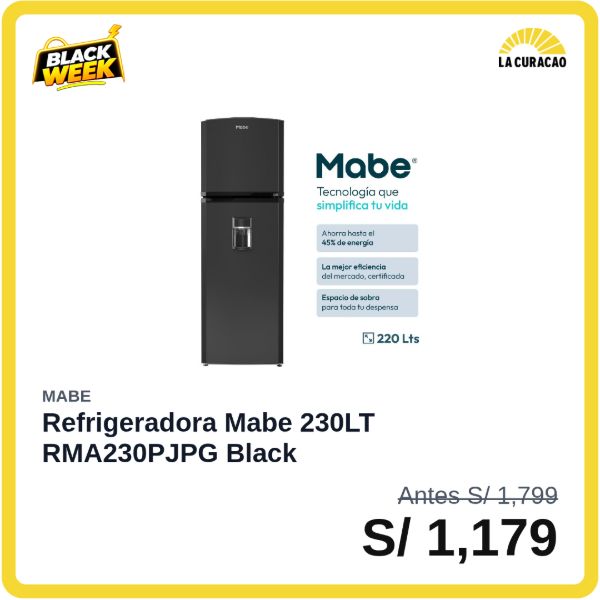 BLACK
WEEK
LA CURACAO
Mabe
Mabe®
Tecnología que
simplifica tu vida
Ahorra hasta el
45% de energía
La mejor eficiencia
del mercado, certificada
Espacio de sobra
para toda tu despensa
220 Lts
MABE
Refrigeradora Mabe 230LT
RMA230PJPG Black
Antes S/ 1,799
S/ 1,179